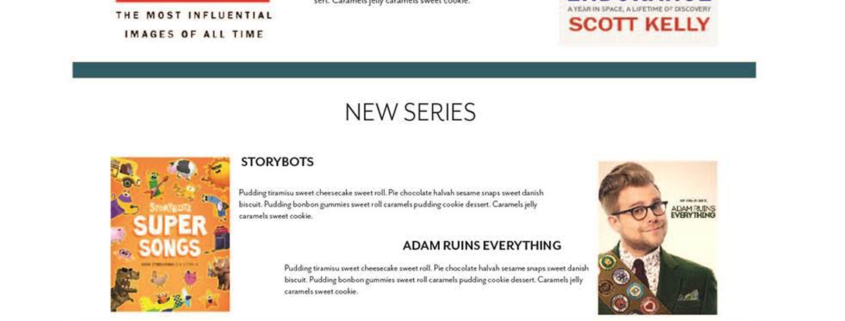 sert. Caramels jelly caramels sweet cookie.
THE MOST INFLUENTIAL
IMAGES OF ALL TIME
A YEAR IN SPACE, A LIFETIME OF DISCOVERY
SCOTT KELLY
NEW SERIES
STORYBOTS
Pudding tiramisu sweet cheesecake sweet roll. Pie chocolate halvah sesame snaps sweet danish
biscuit. Pudding bonbon gummies sweet roll caramels pudding cookie dessert. Caramels jelly
caramels sweet cookie.
STORYBOTS
SUPER
SONGS
ADAM RUINS EVERYTHING
Pudding tiramisu sweet cheesecake sweet roll. Pie chocolate halvah sesame snaps sweet danish
biscuit. Pudding bonbon gummies sweet roll caramels pudding cookie dessert. Caramels jelly
caramels sweet cookie.
ADAM RUINS
EVERYTHING